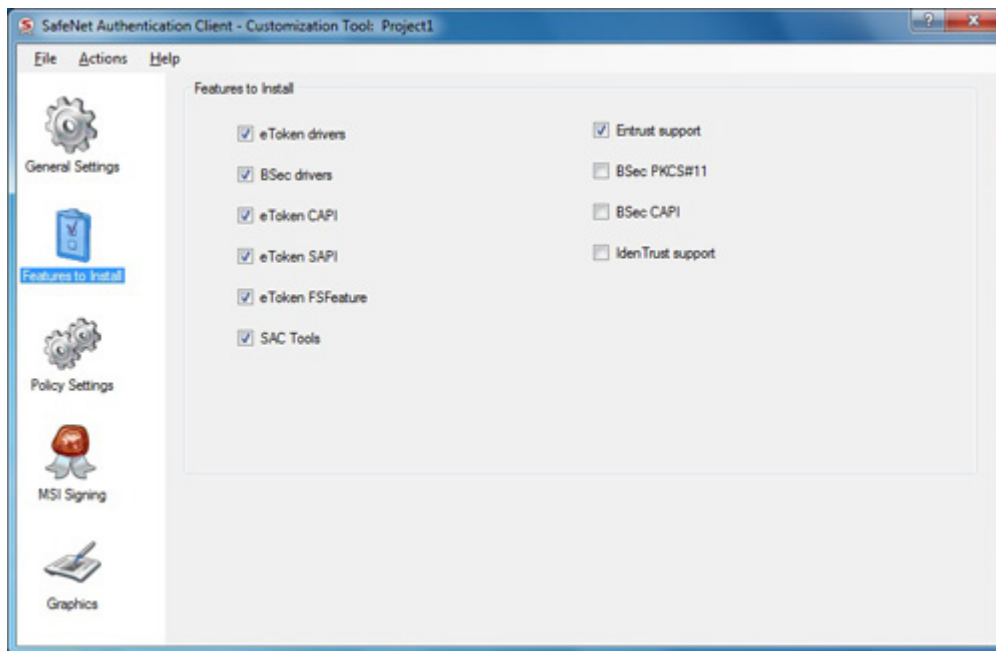 SafeNet Authentication Client - Customization Tool: Project1
File Actions Help
General Settings
Features to Install
Policy Settings
MSI Signing
Graphics
Features to Install
eToken drivers
BSec drivers
eToken CAPI
eToken SAPI
eToken FSFeature
SAC Tools
Entrust support
BSec PKCS#11
BSec CAPI
IdenTrust support